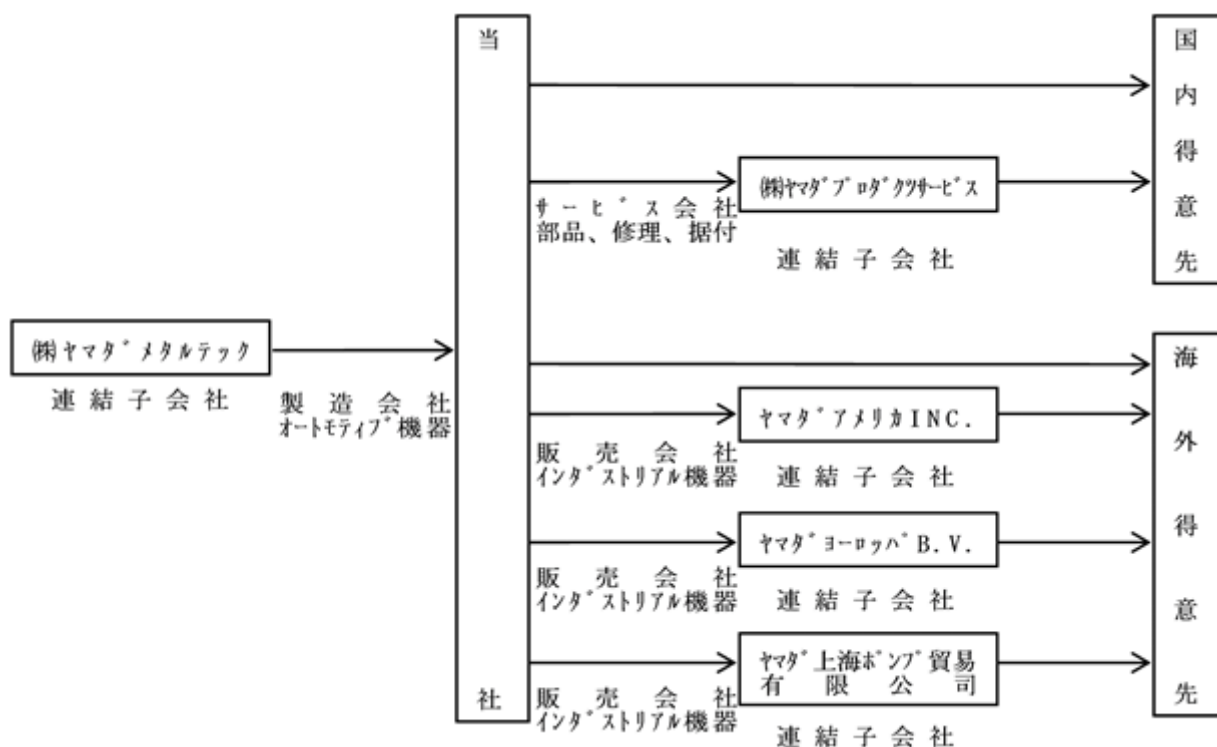 当社
国内得意先
㈱ﾔﾏﾀﾞﾌﾟﾛﾀﾞｸﾂｻｰﾋﾞｽ
サービス会社
部品、修理、据付
連結子会社
㈱ﾔﾏﾀﾞﾒﾀﾙﾃｯｸ
連結子会社
製造会社
ｵｰﾄﾓﾃｨﾌﾞ機器
海外得意先
ﾔﾏﾀﾞｱﾒﾘｶINC.
販売会社
ｲﾝﾀﾞｽﾄﾘｱﾙ機器
連結子会社
ﾔﾏﾀﾞﾖｰﾛｯﾊﾟB.V.
販売会社
ｲﾝﾀﾞｽﾄﾘｱﾙ機器
連結子会社
ﾔﾏﾀﾞ上海ﾎﾟﾝﾌﾟ貿易
有限公司
販売会社
ｲﾝﾀﾞｽﾄﾘｱﾙ機器
連結子会社